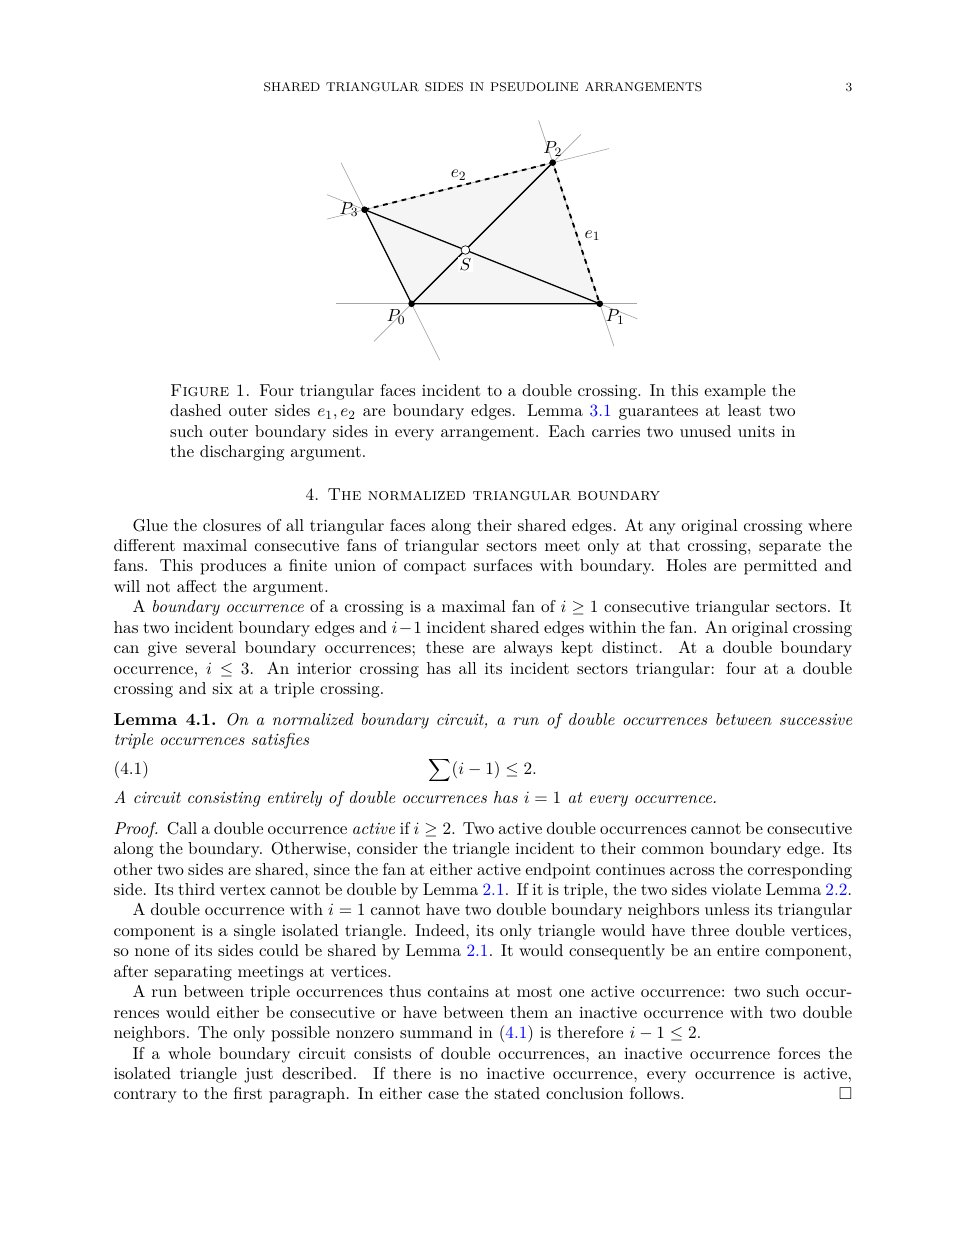 SHARED TRIANGULAR SIDES IN PSEUDOLINE ARRANGEMENTS 3
P2
e2
P3
e1
S
P0
P1
FIGURE 1. Four triangular faces incident to a double crossing. In this example the
dashed outer sides e1, e2 are boundary edges. Lemma 3.1 guarantees at least two
such outer boundary sides in every arrangement. Each carries two unused units in
the discharging argument.
4. THE NORMALIZED TRIANGULAR BOUNDARY
Glue the closures of all triangular faces along their shared edges. At any original crossing where
different maximal consecutive fans of triangular sectors meet only at that crossing, separate the
fans. This produces a finite union of compact surfaces with boundary. Holes are permitted and
will not affect the argument.
A boundary occurrence of a crossing is a maximal fan of i ≥ 1 consecutive triangular sectors. It
has two incident boundary edges and i−1 incident shared edges within the fan. An original crossing
can give several boundary occurrences; these are always kept distinct. At a double boundary
occurrence, i ≤ 3. An interior crossing has all its incident sectors triangular: four at a double
crossing and six at a triple crossing.
Lemma 4.1. On a normalized boundary circuit, a run of double occurrences between successive
triple occurrences satisfies
(4.1) ∑(i − 1) ≤ 2.
A circuit consisting entirely of double occurrences has i = 1 at every occurrence.
Proof. Call a double occurrence active if i ≥ 2. Two active double occurrences cannot be consecutive
along the boundary. Otherwise, consider the triangle incident to their common boundary edge. Its
other two sides are shared, since the fan at either active endpoint continues across the corresponding
side. Its third vertex cannot be double by Lemma 2.1. If it is triple, the two sides violate Lemma 2.2.
A double occurrence with i = 1 cannot have two double boundary neighbors unless its triangular
component is a single isolated triangle. Indeed, its only triangle would have three double vertices,
so none of its sides could be shared by Lemma 2.1. It would consequently be an entire component,
after separating meetings at vertices.
A run between triple occurrences thus contains at most one active occurrence: two such occur-
rences would either be consecutive or have between them an inactive occurrence with two double
neighbors. The only possible nonzero summand in (4.1) is therefore i − 1 ≤ 2.
If a whole boundary circuit consists of double occurrences, an inactive occurrence forces the
isolated triangle just described. If there is no inactive occurrence, every occurrence is active,
contrary to the first paragraph. In either case the stated conclusion follows. □